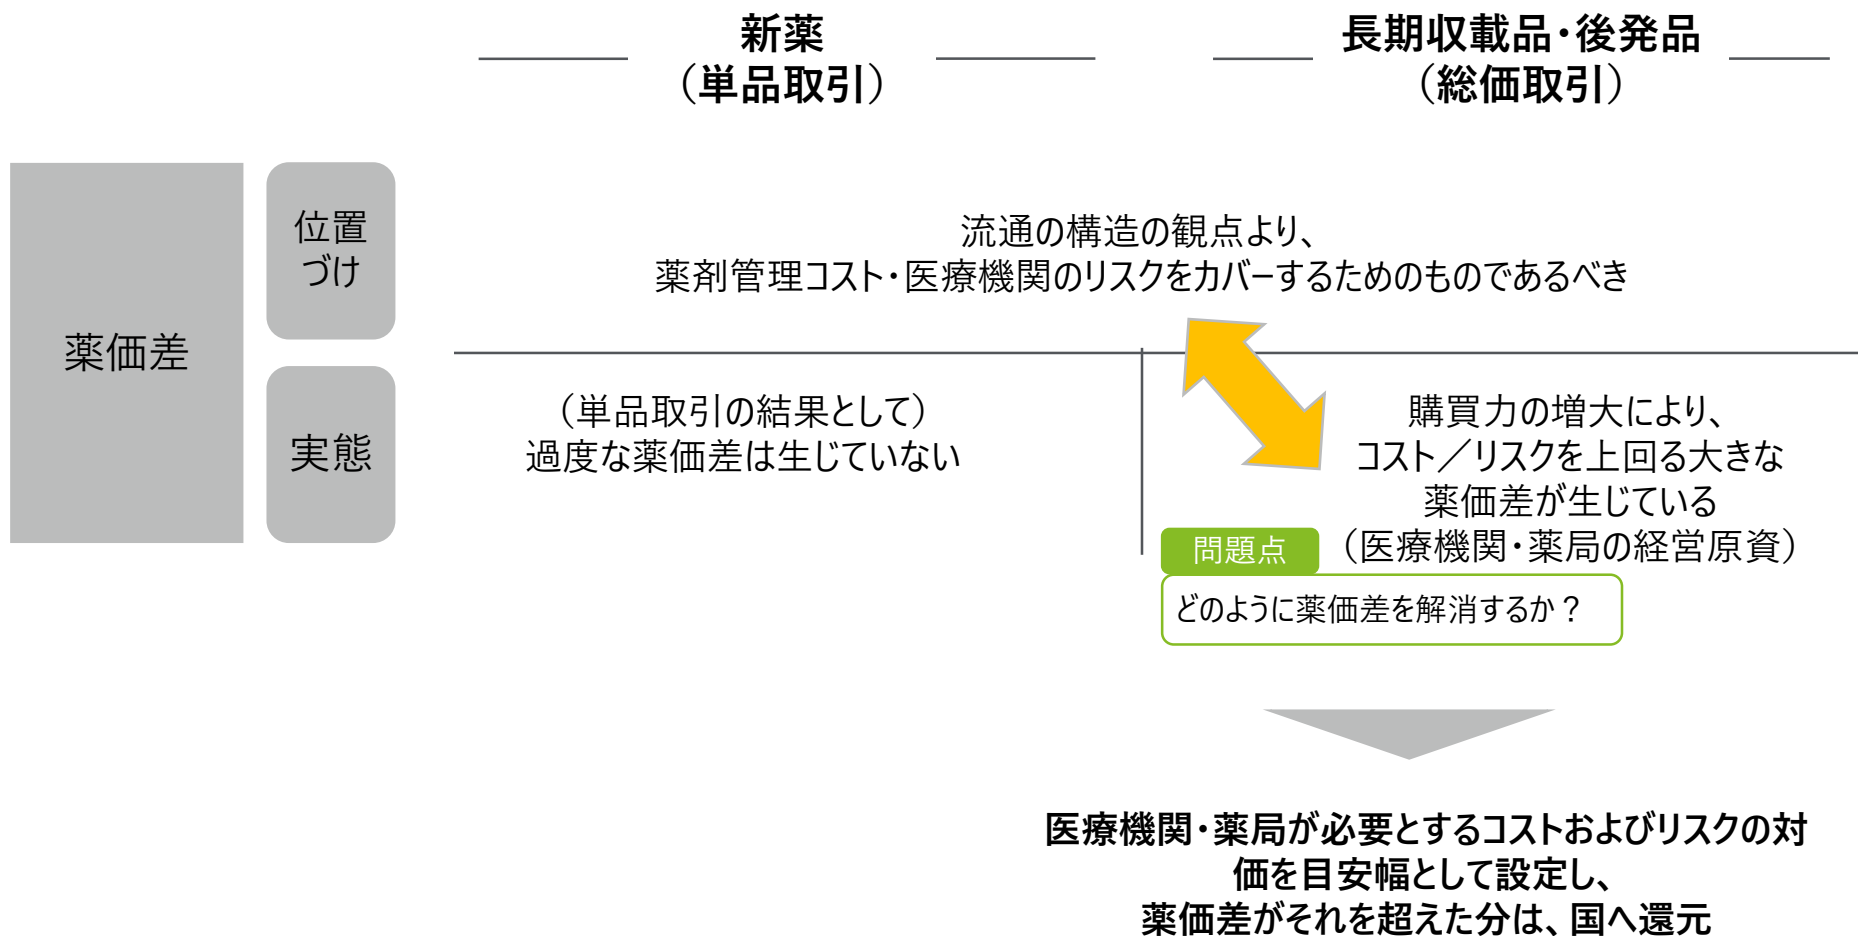 新薬
（単品取引）
長期収載品・後発品
（総価取引）
薬価差
位置
づけ
流通の構造の観点より、
薬剤管理コスト・医療機関のリスクをカバーするためのものであるべき
実態
（単品取引の結果として）
過度な薬価差は生じていない
購買力の増大により、
コスト／リスクを上回る大きな
薬価差が生じている
（医療機関・薬局の経営原資）
問題点
どのように薬価差を解消するか？
医療機関・薬局が必要とするコストおよびリスクの対
価を目安幅として設定し、
薬価差がそれを超えた分は、国へ還元